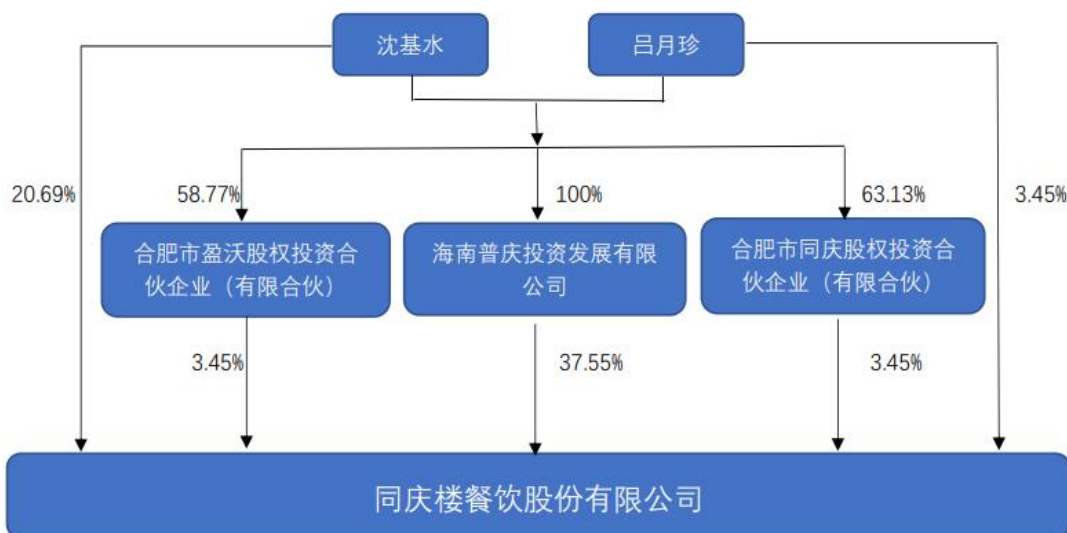 沈基水
吕月珍
20.69%
58.77%
100%
63.13%
3.45%
合肥市盈沃股权投资合
伙企业（有限合伙）
海南普庆投资发展有限
公司
合肥市同庆股权投资合
伙企业（有限合伙）
3.45%
37.55%
3.45%
同庆楼餐饮股份有限公司